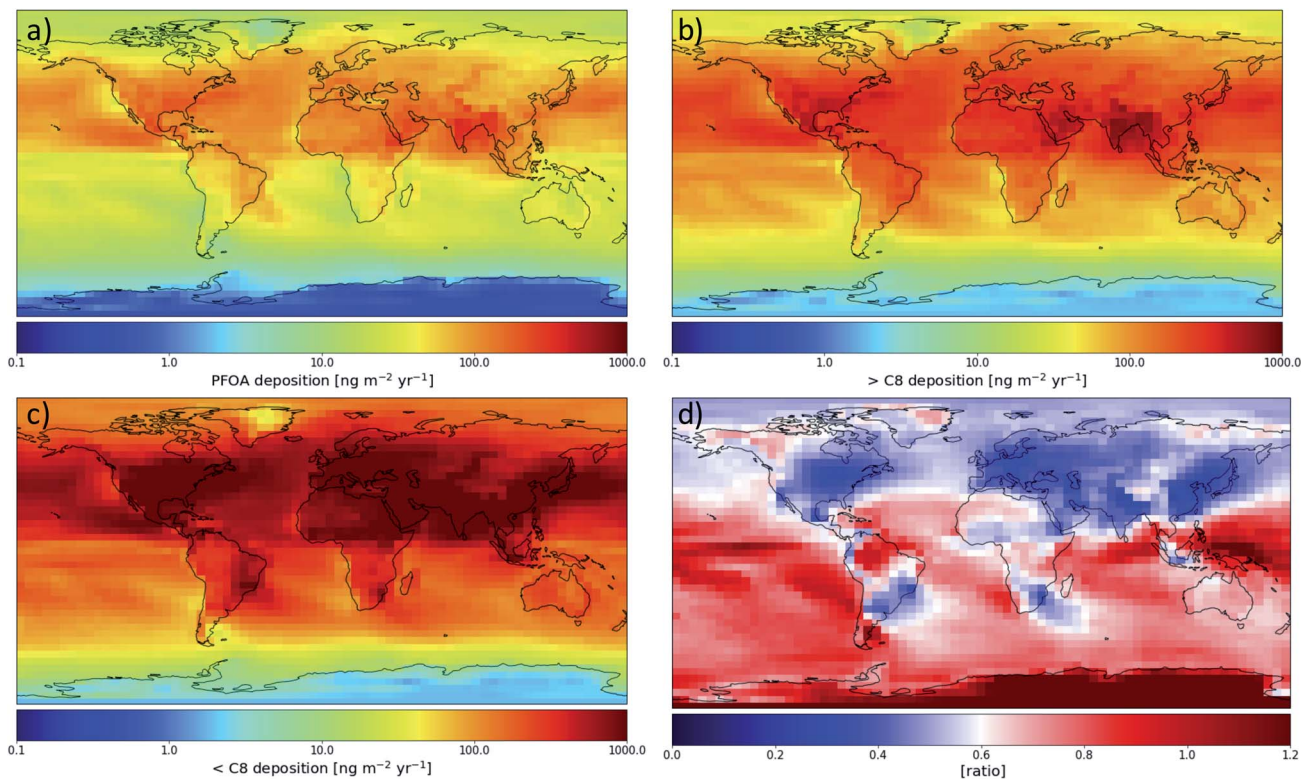 a)
b)
0.1 1.0 10.0 100.0 1000.0
PFOA deposition [ng m⁻² yr⁻¹]
0.1 1.0 10.0 100.0 1000.0
> C8 deposition [ng m⁻² yr⁻¹]
c)
d)
0.1 1.0 10.0 100.0 1000.0
< C8 deposition [ng m⁻² yr⁻¹]
0.0 0.2 0.4 0.6 0.8 1.0 1.2
[ratio]